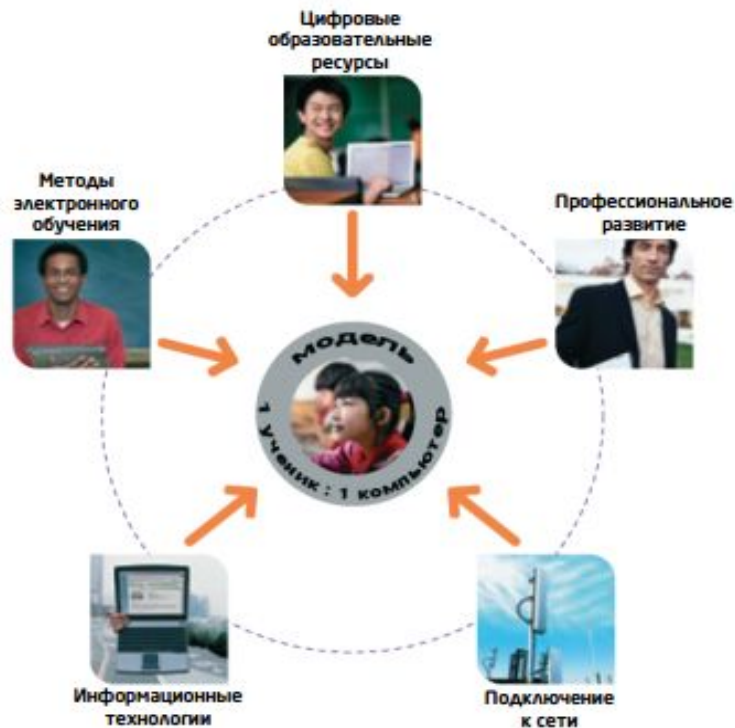 Цифровые
образовательные
ресурсы
Методы
электронного
обучения
Профессиональное
развитие
модель
1 ученик : 1 компьютер
Информационные
технологии
Подключение
к сети